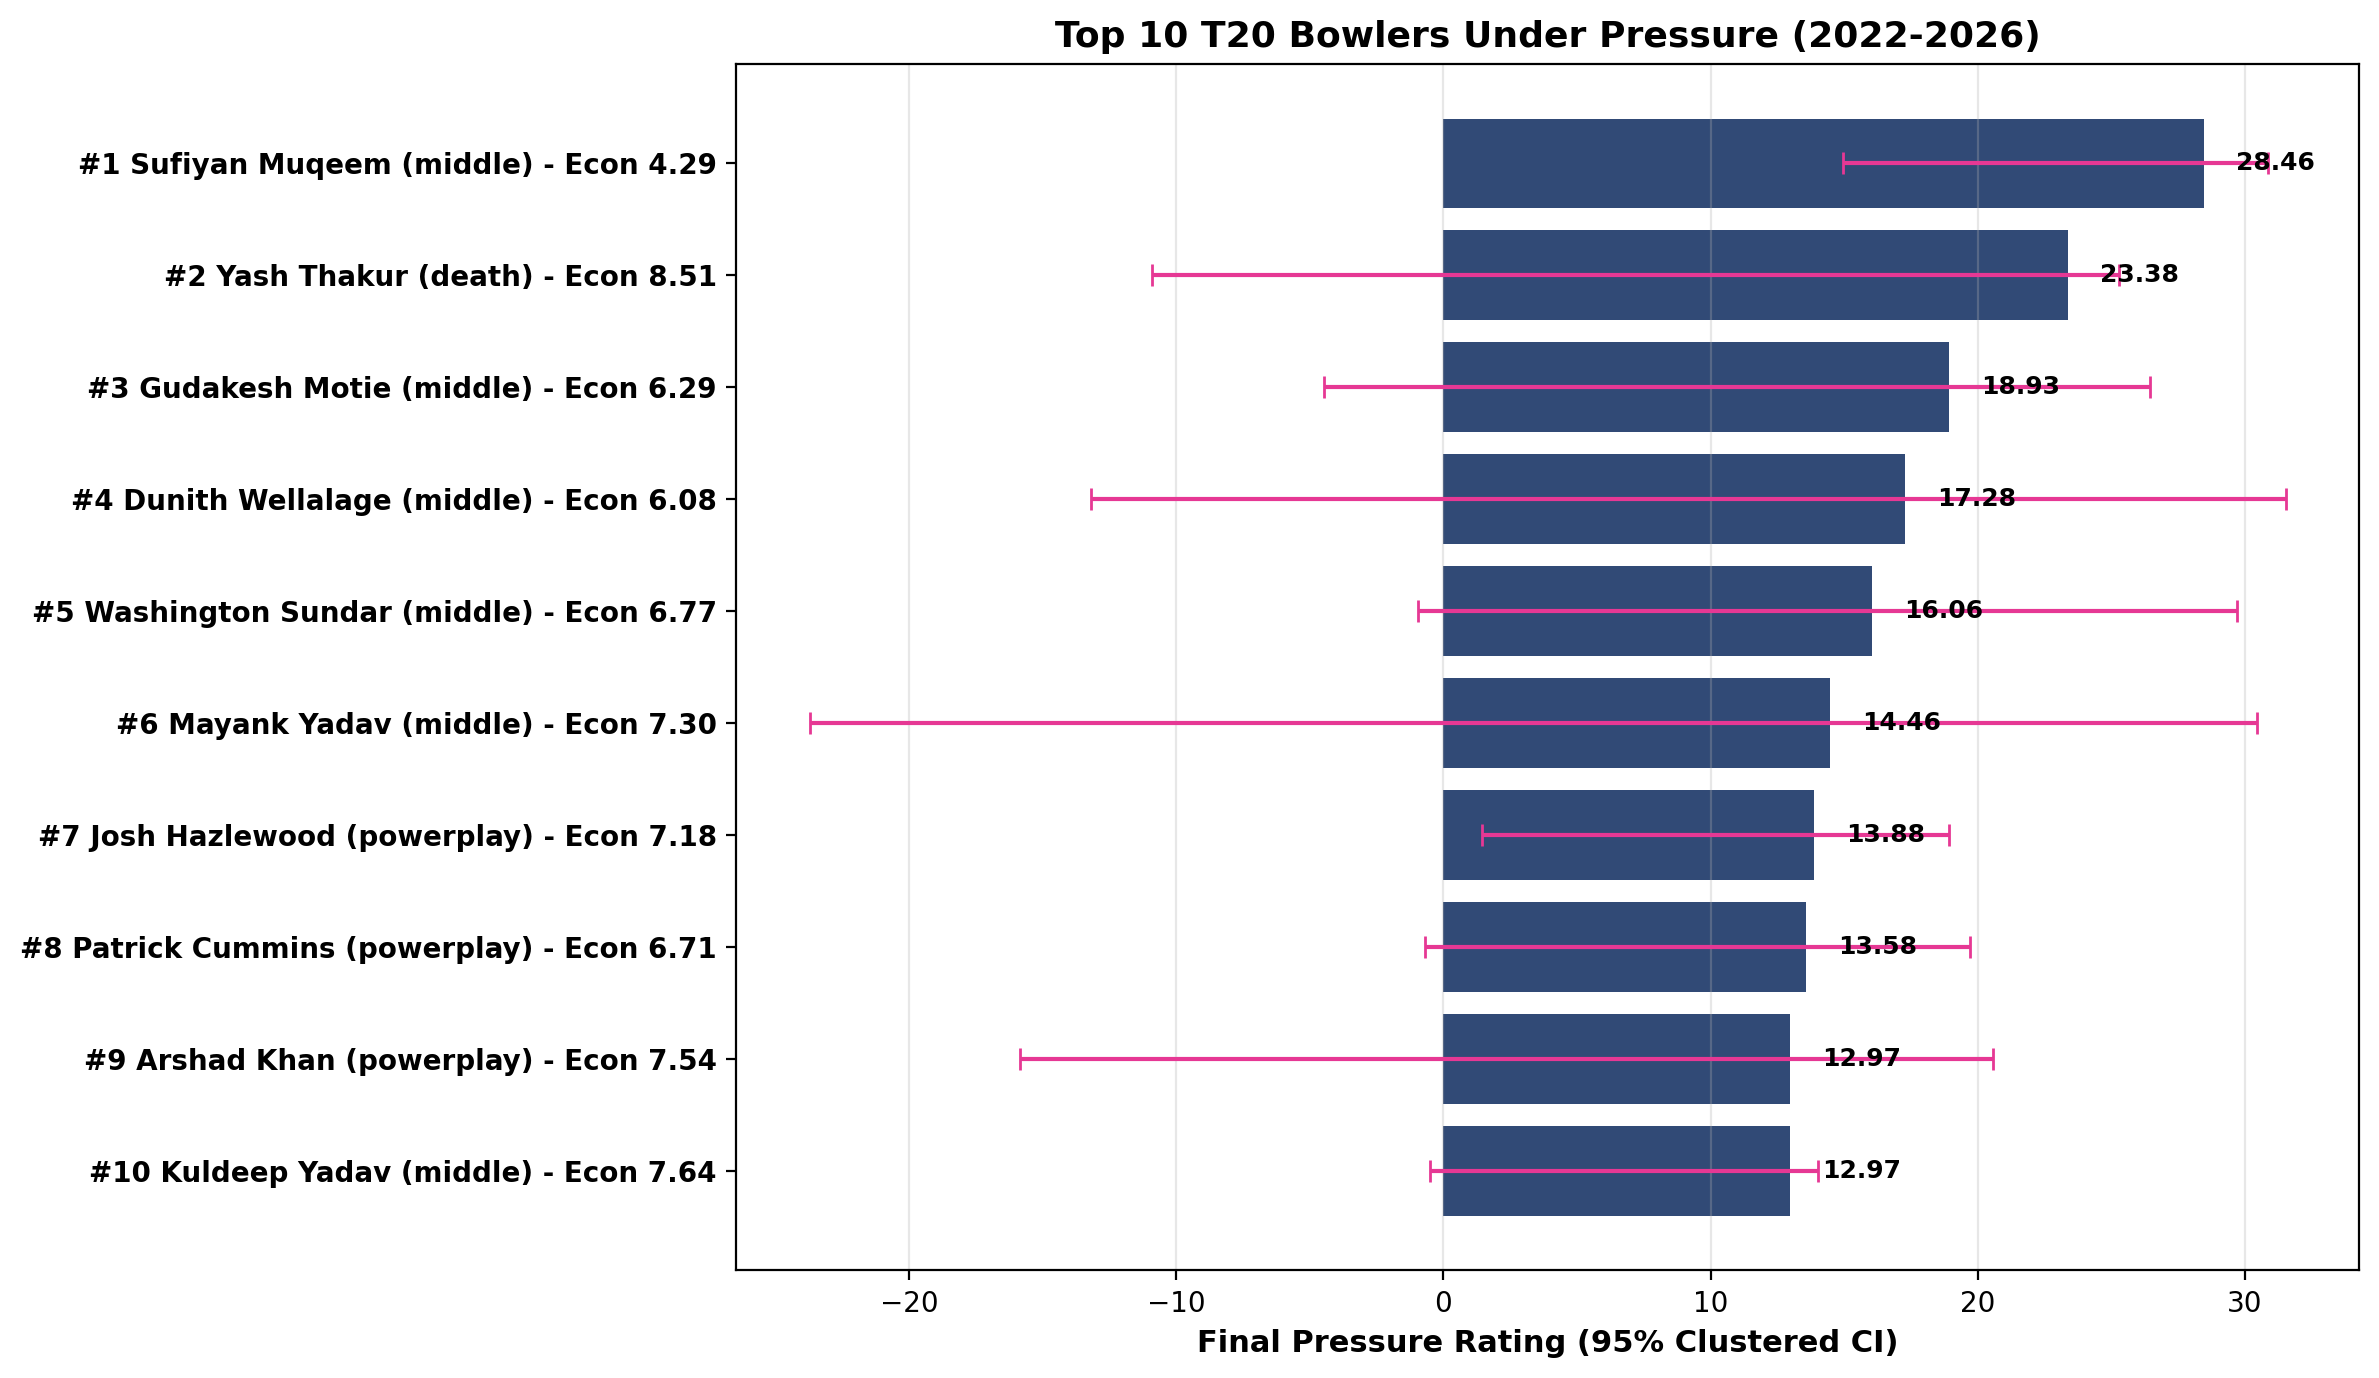 Top 10 T20 Bowlers Under Pressure (2022-2026)
#1 Sufiyan Muqeem (middle) - Econ 4.29
28.46
#2 Yash Thakur (death) - Econ 8.51
23.38
#3 Gudakesh Motie (middle) - Econ 6.29
18.93
#4 Dunith Wellalage (middle) - Econ 6.08
17.28
#5 Washington Sundar (middle) - Econ 6.77
16.06
#6 Mayank Yadav (middle) - Econ 7.30
14.46
#7 Josh Hazlewood (powerplay) - Econ 7.18
13.88
#8 Patrick Cummins (powerplay) - Econ 6.71
13.58
#9 Arshad Khan (powerplay) - Econ 7.54
12.97
#10 Kuldeep Yadav (middle) - Econ 7.64
12.97
−20 −10 0 10 20 30
Final Pressure Rating (95% Clustered CI)